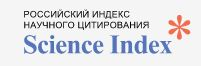 РОССИЙСКИЙ ИНДЕКС
НАУЧНОГО ЦИТИРОВАНИЯ
Science Index